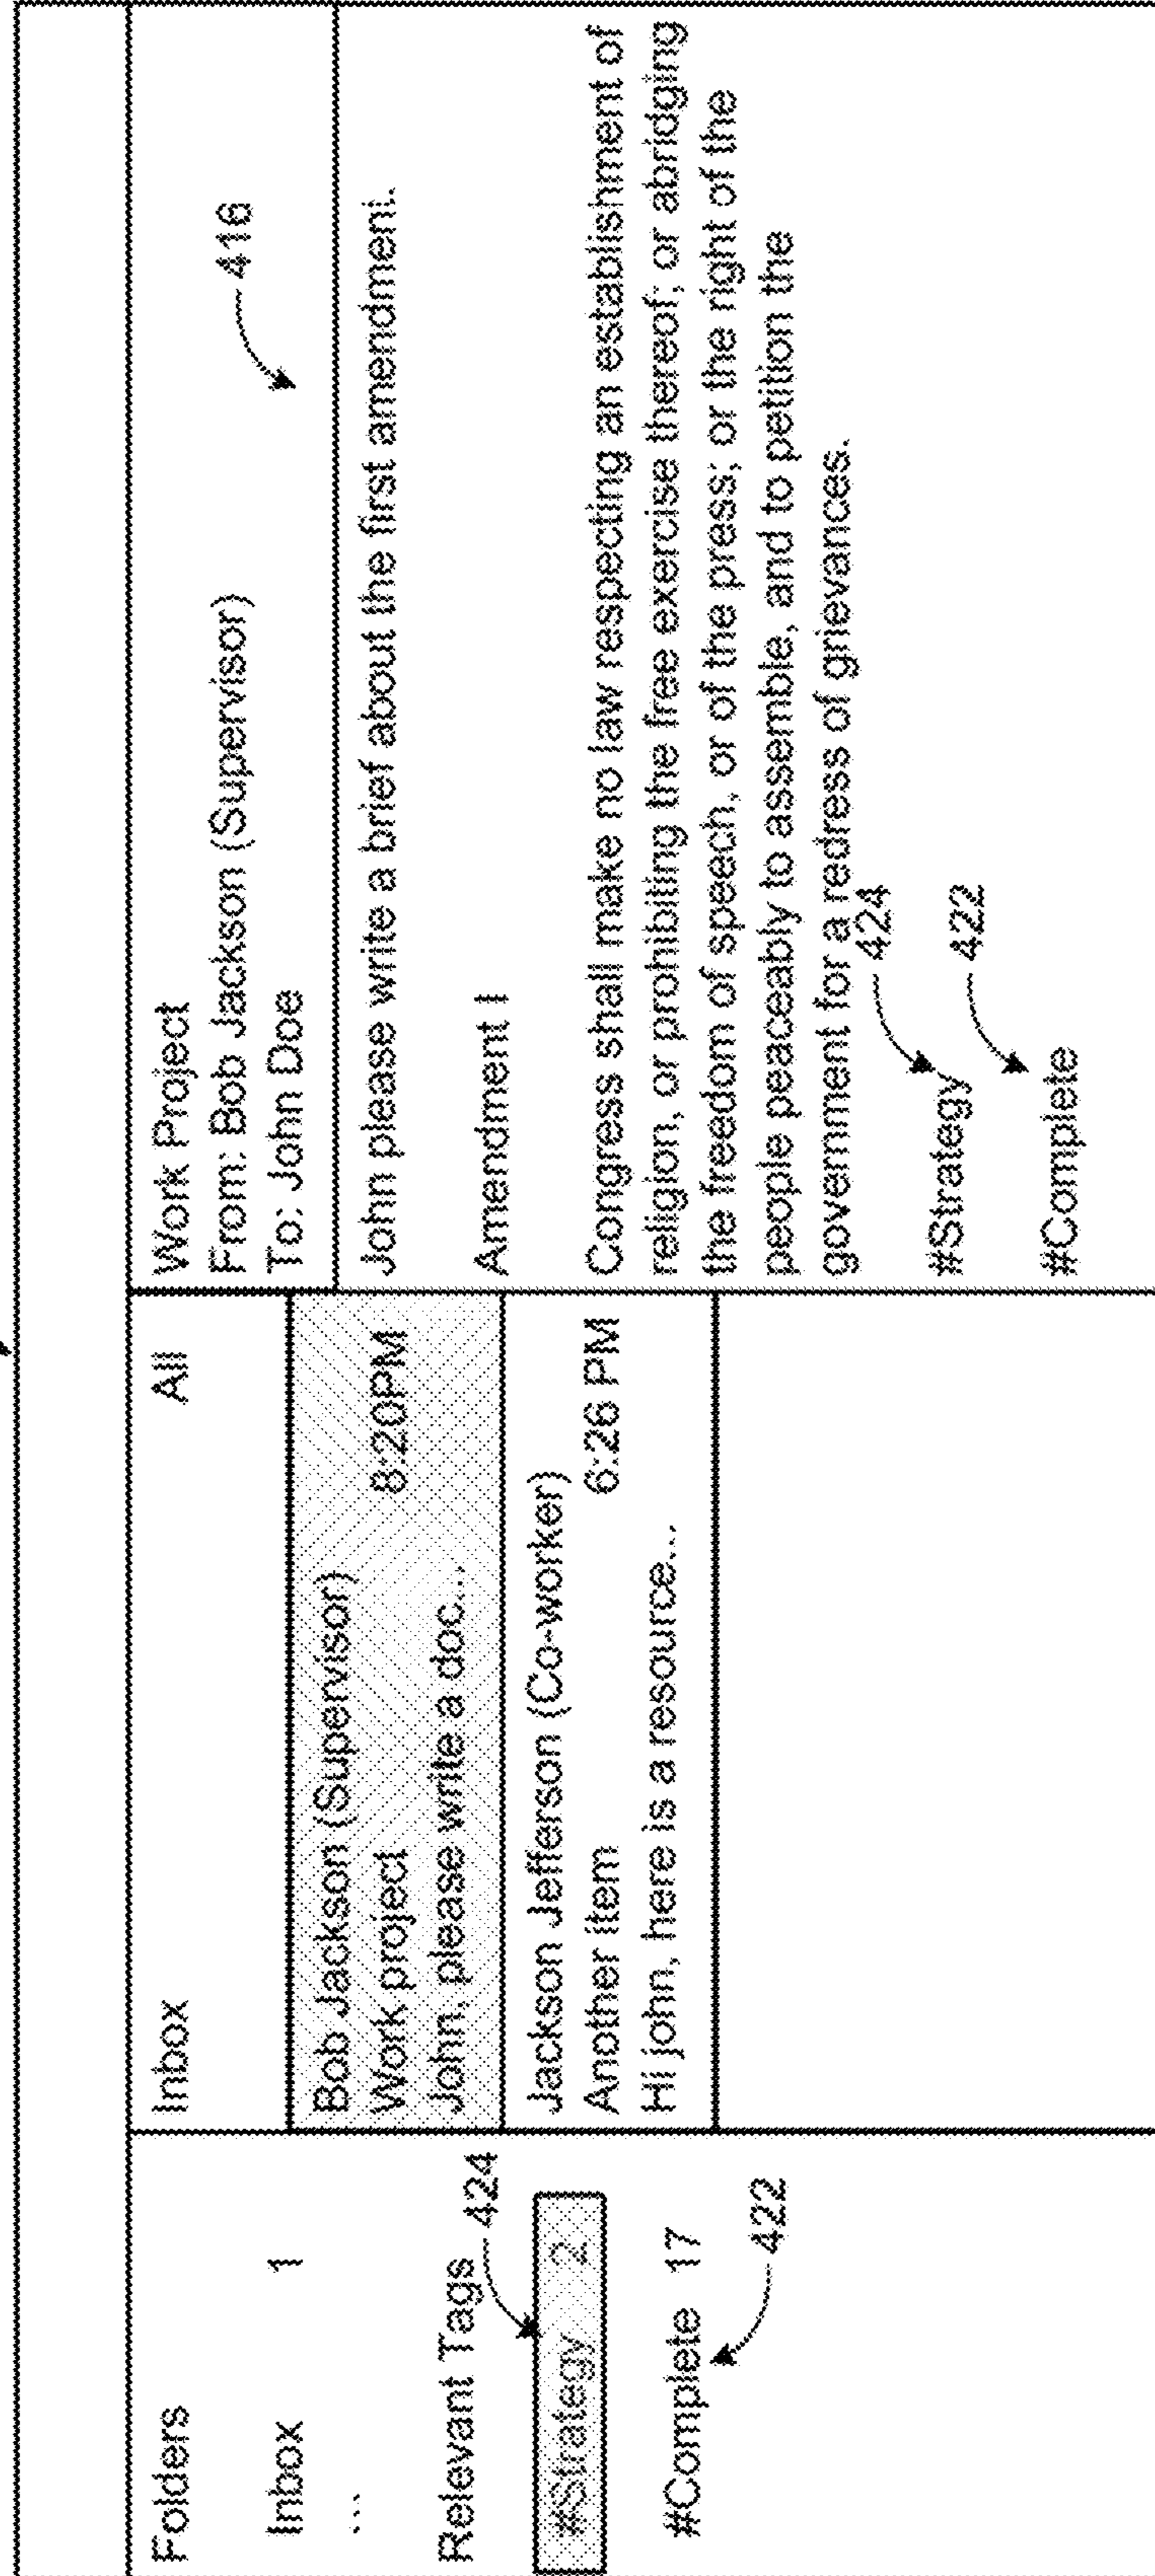 Folders
Inbox 1
...
Relevant Tags
424
#Strategy 2
#Complete 17
422
Inbox All
Bob Jackson (Supervisor)
Work project 8:20PM
John, please write a doc...
Jackson Jefferson (Co-worker)
Another item 6:26 PM
Hi john, here is a resource...
Work Project
From: Bob Jackson (Supervisor)
To: John Doe
416
John please write a brief about the first amendment.
Amendment I
Congress shall make no law respecting an establishment of
religion, or prohibiting the free exercise thereof; or abridging
the freedom of speech, or of the press; or the right of the
people peaceably to assemble, and to petition the
government for a redress of grievances.
424
#Strategy
422
#Complete